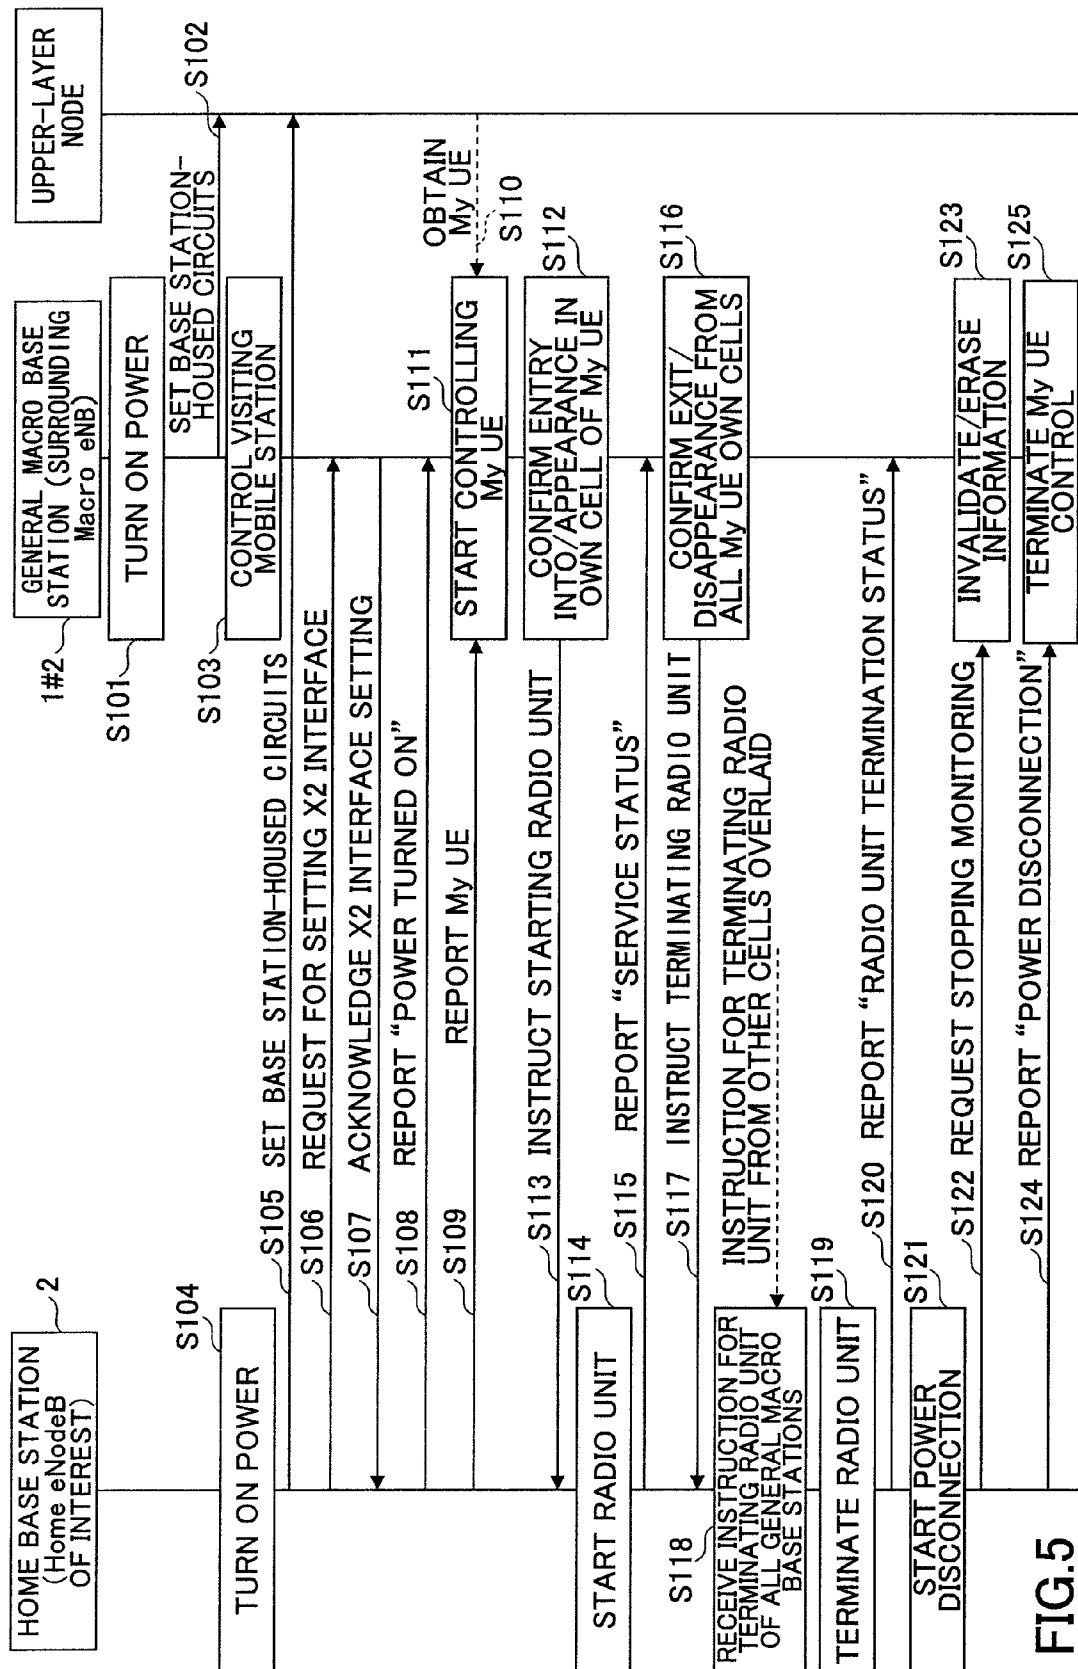 HOME BASE STATION
(Home eNodeB
OF INTEREST)
2
GENERAL MACRO BASE
STATION (SURROUNDING
Macro eNB)
1#2
UPPER-LAYER
NODE
TURN ON POWER
S101
SET BASE STATION-
HOUSED CIRCUITS
S102
CONTROL VISITING
MOBILE STATION
S103
TURN ON POWER
S104
S105 SET BASE STATION-HOUSED CIRCUITS
S106 REQUEST FOR SETTING X2 INTERFACE
S107 ACKNOWLEDGE X2 INTERFACE SETTING
S108 REPORT “POWER TURNED ON”
S109 REPORT My UE
OBTAIN
My UE
S110
START CONTROLLING
My UE
S111
CONFIRM ENTRY
INTO/APPEARANCE IN
OWN CELL OF My UE
S112
S113 INSTRUCT STARTING RADIO UNIT
START RADIO UNIT
S114
S115 REPORT “SERVICE STATUS”
CONFIRM EXIT/
DISAPPEARANCE FROM
ALL My UE OWN CELLS
S116
S117 INSTRUCT TERMINATING RADIO UNIT
INSTRUCTION FOR TERMINATING RADIO
UNIT FROM OTHER CELLS OVERLAID
RECEIVE INSTRUCTION FOR
TERMINATING RADIO UNIT
OF ALL GENERAL MACRO
BASE STATIONS
S118
TERMINATE RADIO UNIT
S119
S120 REPORT “RADIO UNIT TERMINATION STATUS”
START POWER
DISCONNECTION
S121
S122 REQUEST STOPPING MONITORING
INVALIDATE/ERASE
INFORMATION
S123
S124 REPORT “POWER DISCONNECTION”
TERMINATE My UE
CONTROL
S125
FIG.5